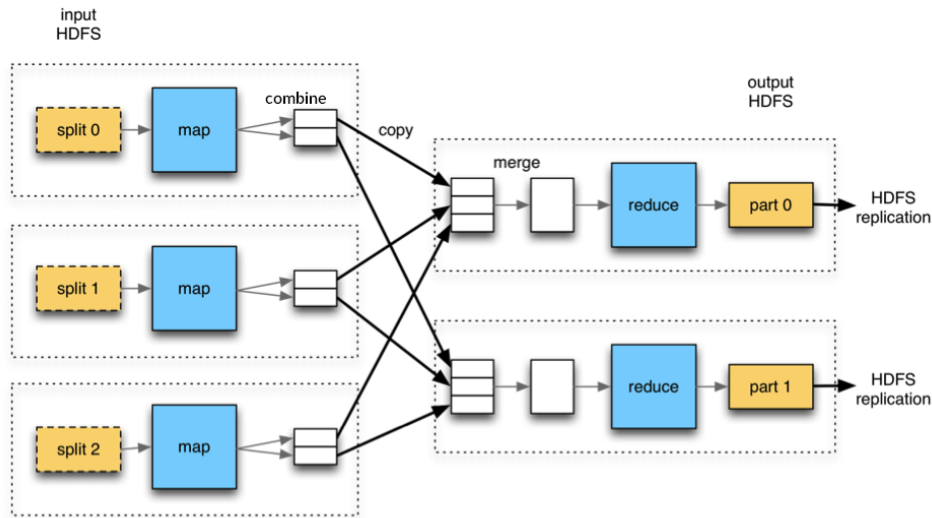 input
HDFS
combine
split 0
map
copy
output
HDFS
merge
reduce
part 0
HDFS
replication
split 1
map
split 2
map
reduce
part 1
HDFS
replication